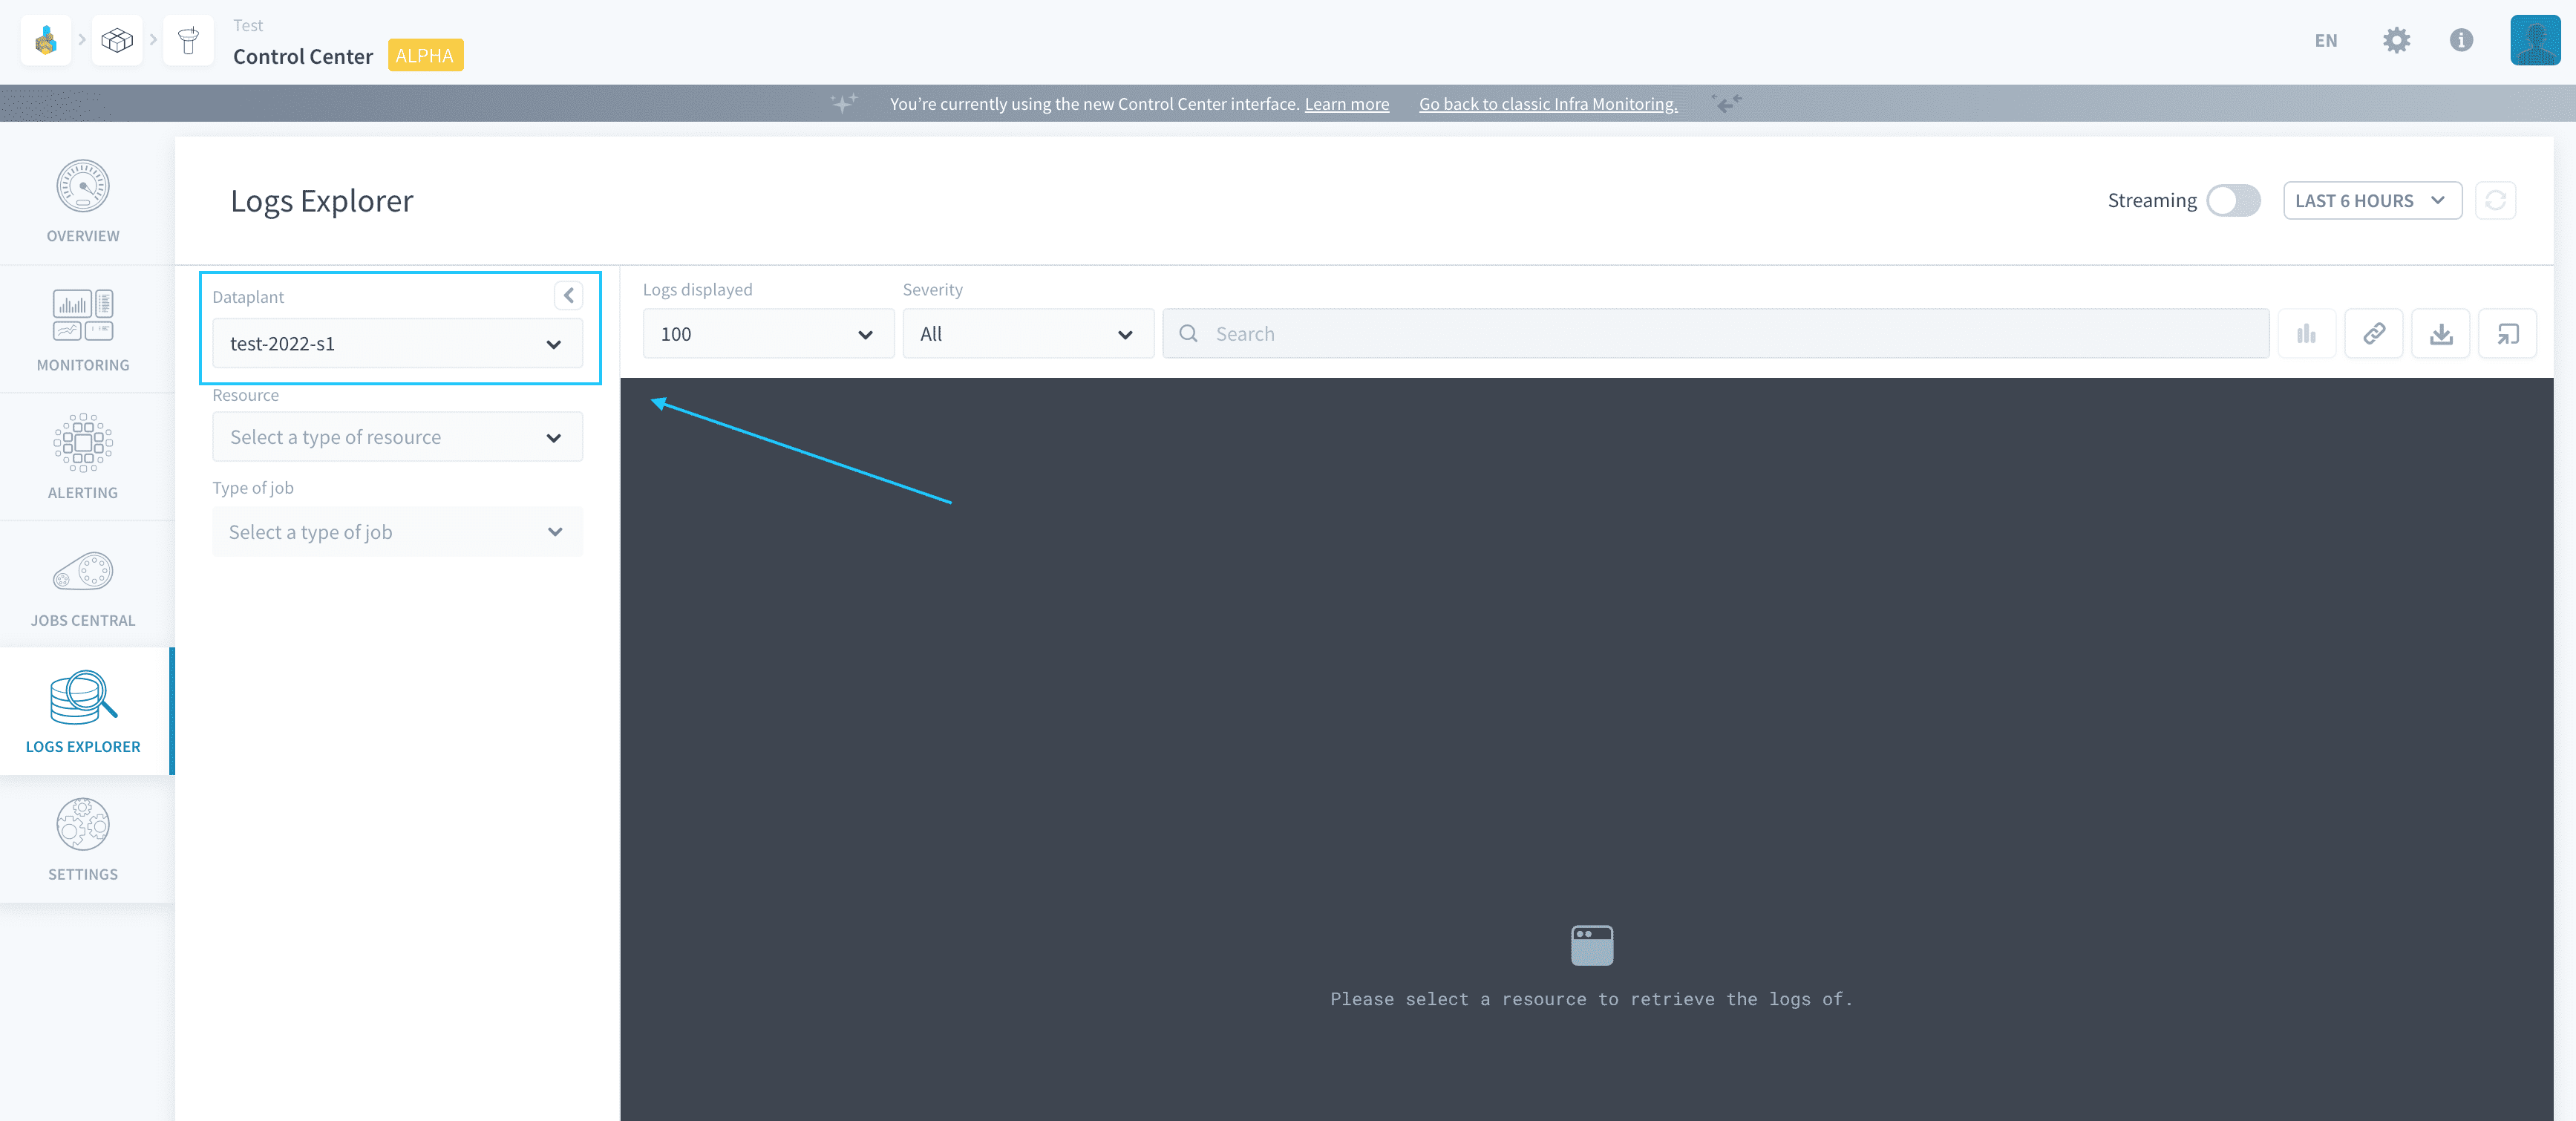 Test
Control Center ALPHA
EN
You’re currently using the new Control Center interface. Learn more Go back to classic Infra Monitoring.
OVERVIEW
MONITORING
ALERTING
JOBS CENTRAL
LOGS EXPLORER
SETTINGS
Logs Explorer
Streaming
LAST 6 HOURS
Dataplant
test-2022-s1
Resource
Select a type of resource
Type of job
Select a type of job
Logs displayed
100
Severity
All
Search
Please select a resource to retrieve the logs of.